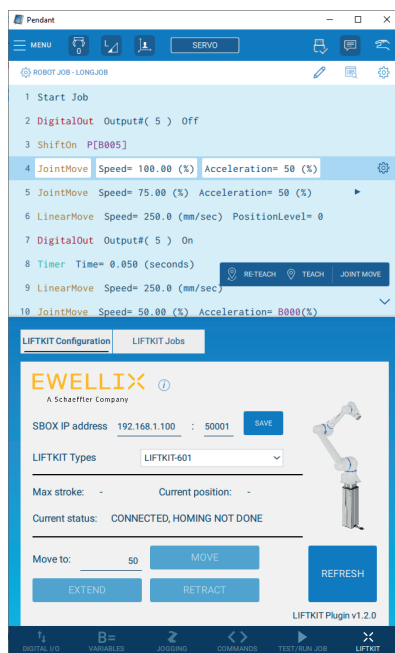 Pendant
MENU 0 SERVO
ROBOT JOB - LONGJOB
1 Start Job
2 DigitalOut Output#( 5 ) Off
3 ShiftOn P[B005]
4 JointMove Speed= 100.00 (%) Acceleration= 50 (%)
5 JointMove Speed= 75.00 (%) Acceleration= 50 (%)
6 LinearMove Speed= 250.0 (mm/sec) PositionLevel= 0
7 DigitalOut Output#( 5 ) On
8 Timer Time= 0.050 (seconds)
RE-TEACH TEACH JOINT MOVE
9 LinearMove Speed= 250.0 (mm/sec)
10 JointMove Speed= 50.00 (%) Acceleration= B000(%)
LIFTKIT Configuration LIFTKIT Jobs
EWELLIX
A Schaeffler Company
SBOX IP address 192.168.1.100 : 50001 SAVE
LIFTKIT Types LIFTKIT-601
Max stroke: - Current position: -
Current status: CONNECTED, HOMING NOT DONE
Move to: 50 MOVE
EXTEND RETRACT
REFRESH
LIFTKIT Plugin v1.2.0
DIGITAL I/O VARIABLES JOGGING COMMANDS TEST/RUN JOB LIFTKIT